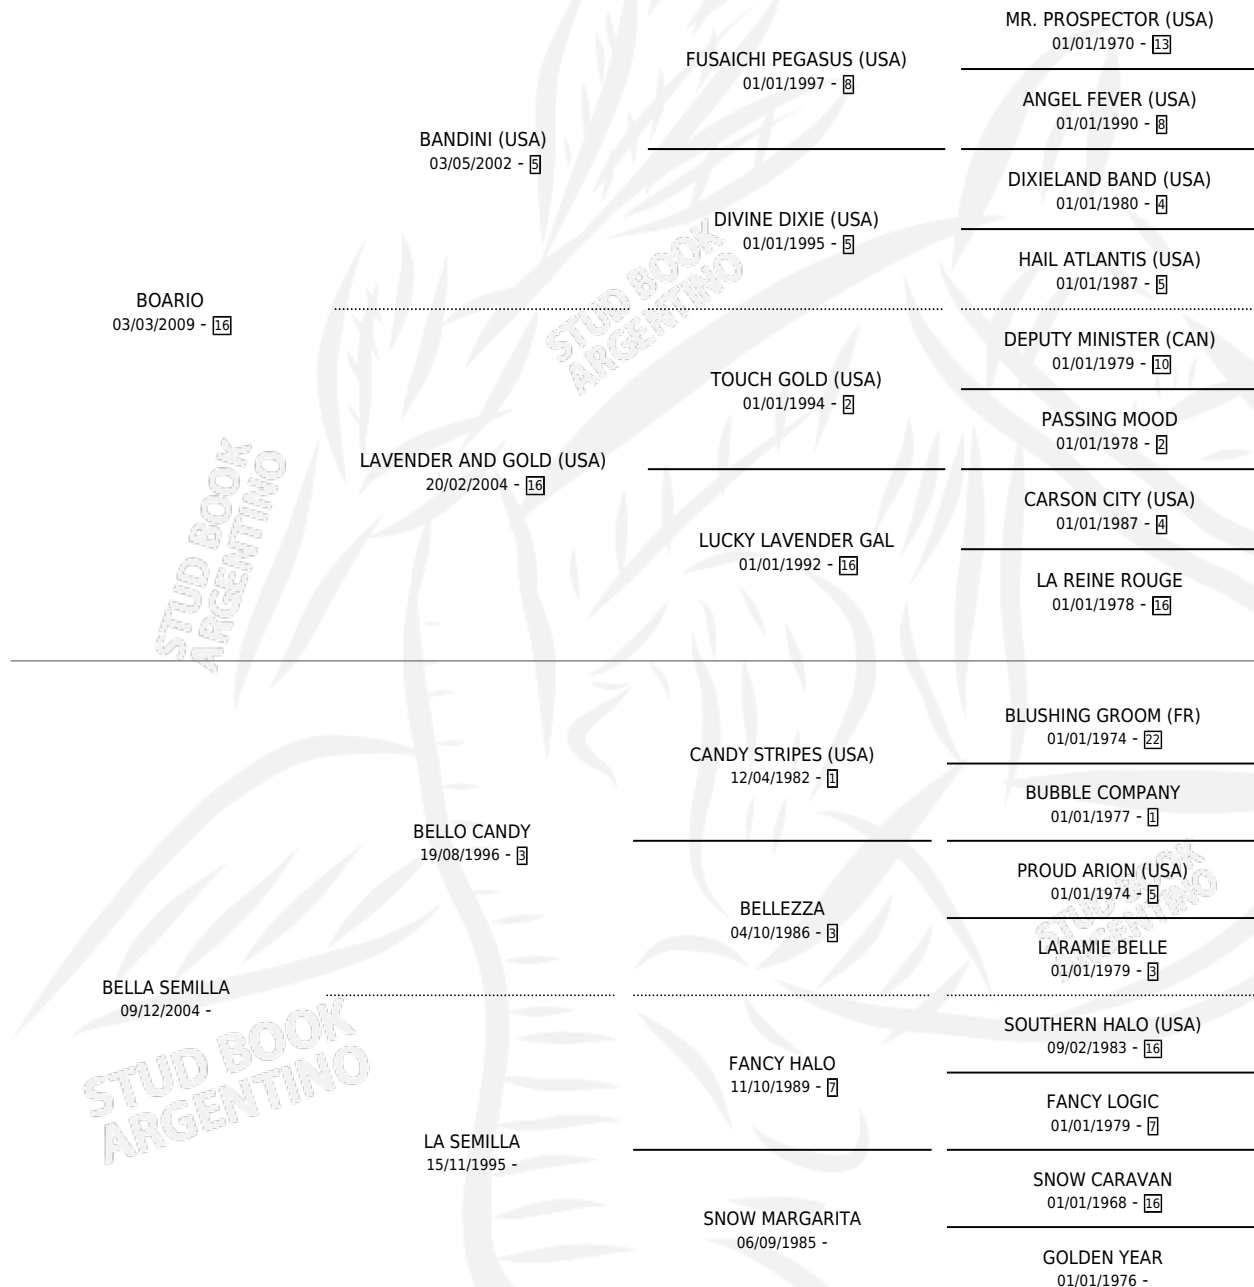 MR. PROSPECTOR (USA)
01/01/1970 - 13
FUSAICHI PEGASUS (USA)
01/01/1997 - 8
ANGEL FEVER (USA)
01/01/1990 - 8
BANDINI (USA)
03/05/2002 - 5
DIXIELAND BAND (USA)
01/01/1980 - 4
DIVINE DIXIE (USA)
01/01/1995 - 5
HAIL ATLANTIS (USA)
01/01/1987 - 5
BOARIO
03/03/2009 - 16
DEPUTY MINISTER (CAN)
01/01/1979 - 10
TOUCH GOLD (USA)
01/01/1994 - 2
PASSING MOOD
01/01/1978 - 2
LAVENDER AND GOLD (USA)
20/02/2004 - 16
CARSON CITY (USA)
01/01/1987 - 4
LUCKY LAVENDER GAL
01/01/1992 - 16
LA REINE ROUGE
01/01/1978 - 16
BLUSHING GROOM (FR)
01/01/1974 - 22
CANDY STRIPES (USA)
12/04/1982 - 1
BUBBLE COMPANY
01/01/1977 - 1
BELLO CANDY
19/08/1996 - 3
PROUD ARION (USA)
01/01/1974 - 5
BELLEZZA
04/10/1986 - 3
LARAMIE BELLE
01/01/1979 - 3
BELLA SEMILLA
09/12/2004 -
SOUTHERN HALO (USA)
09/02/1983 - 16
FANCY HALO
11/10/1989 - 7
FANCY LOGIC
01/01/1979 - 7
LA SEMILLA
15/11/1995 -
SNOW CARAVAN
01/01/1968 - 16
SNOW MARGARITA
06/09/1985 -
GOLDEN YEAR
01/01/1976 -
STUD BOOK
ARGENTINO
STUD BOOK
ARGENTINO
STUD BOOK
ARGENTINO
STUD BOOK
ARGENTINO